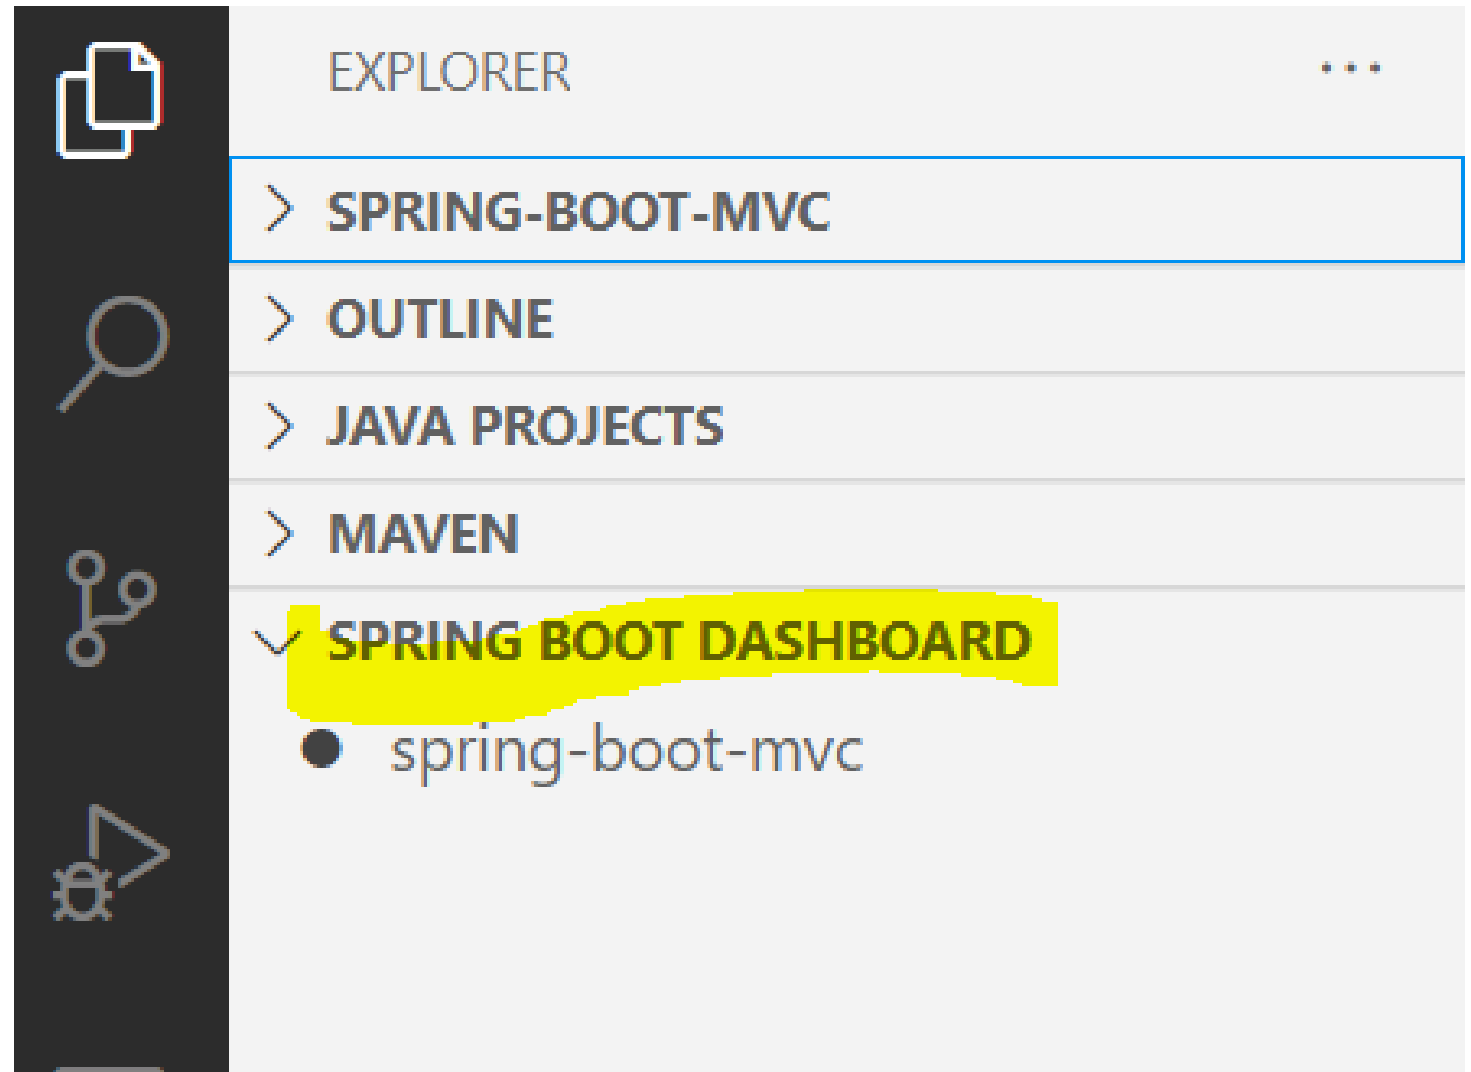 EXPLORER
SPRING-BOOT-MVC
OUTLINE
JAVA PROJECTS
MAVEN
SPRING BOOT DASHBOARD
spring-boot-mvc